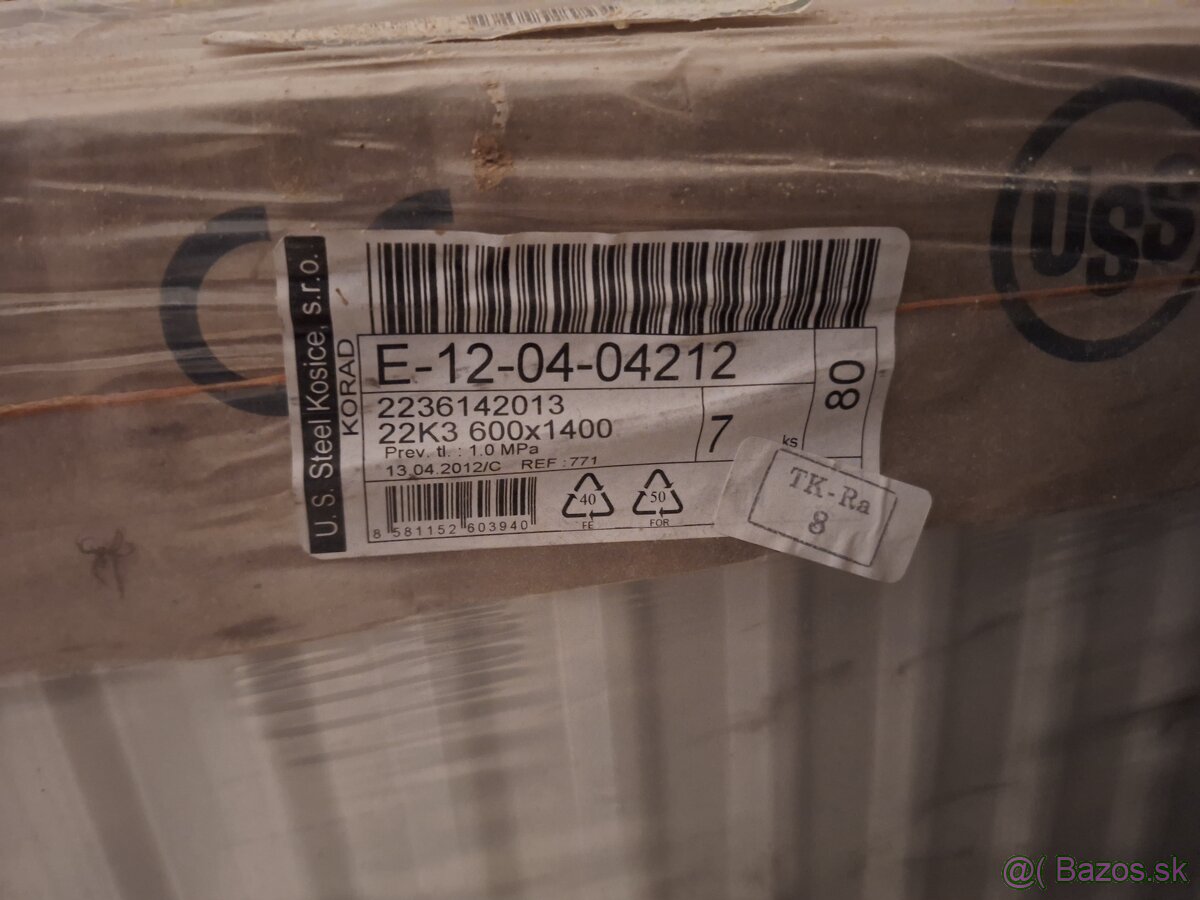 USS
U. S. Steel Kosice, s.r.o.
KORAD
E-12-04-04212
80
2236142013
22K3 600x1400
7
ks
Prev. tl. : 1.0 MPa
13.04.2012/C REF :771
8 581152 603940
40
FE
50
FOR
TK-Ra
8
@( Bazos.sk